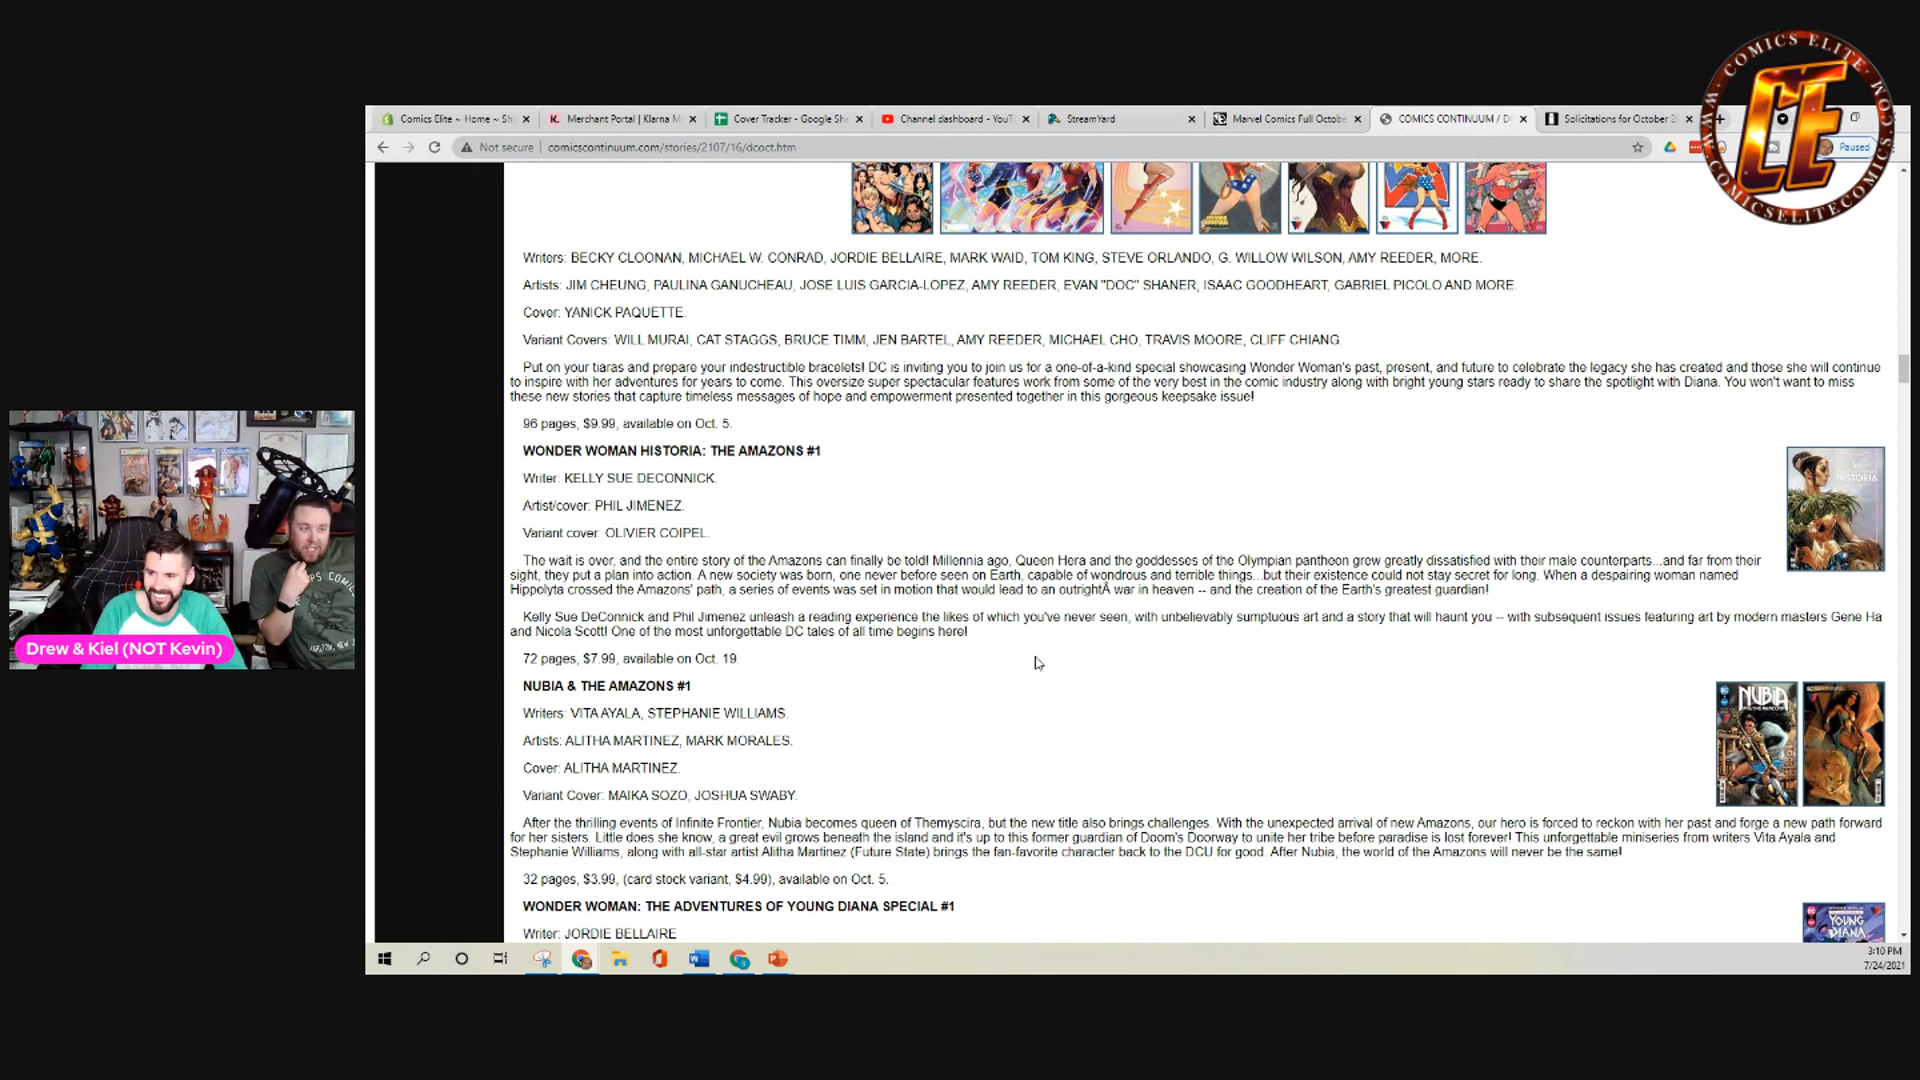 COMICS ELITE
WWW.COMICSELITECOMICS.COM
CE
Comics Elite ~ Home ~ Sh
Merchant Portal | Klarna M
Cover Tracker - Google She
Channel dashboard - YouT
StreamYard
Marvel Comics Full Octobe
COMICS CONTINUUM / D
Solicitations for October 2
Not secure | comicscontinuum.com/stories/2107/16/dcoct.htm
Paused
Writers: BECKY CLOONAN, MICHAEL W. CONRAD, JORDIE BELLAIRE, MARK WAID, TOM KING, STEVE ORLANDO, G. WILLOW WILSON, AMY REEDER, MORE.
Artists: JIM CHEUNG, PAULINA GANUCHEAU, JOSE LUIS GARCIA-LOPEZ, AMY REEDER, EVAN "DOC" SHANER, ISAAC GOODHEART, GABRIEL PICOLO AND MORE.
Cover: YANICK PAQUETTE.
Variant Covers: WILL MURAI, CAT STAGGS, BRUCE TIMM, JEN BARTEL, AMY REEDER, MICHAEL CHO, TRAVIS MOORE, CLIFF CHIANG
Put on your tiaras and prepare your indestructible bracelets! DC is inviting you to join us for a one-of-a-kind special showcasing Wonder Woman's past, present, and future to celebrate the legacy she has created and those she will continue
to inspire with her adventures for years to come. This oversize super spectacular features work from some of the very best in the comic industry along with bright young stars ready to share the spotlight with Diana. You won't want to miss
these new stories that capture timeless messages of hope and empowerment presented together in this gorgeous keepsake issue!
96 pages, $9.99, available on Oct. 5.
WONDER WOMAN HISTORIA: THE AMAZONS #1
Writer: KELLY SUE DECONNICK.
Artist/cover: PHIL JIMENEZ.
Variant cover: OLIVIER COIPEL.
HISTORIA
The wait is over, and the entire story of the Amazons can finally be told! Millennia ago, Queen Hera and the goddesses of the Olympian pantheon grew greatly dissatisfied with their male counterparts...and far from their
sight, they put a plan into action. A new society was born, one never before seen on Earth, capable of wondrous and terrible things...but their existence could not stay secret for long. When a despairing woman named
Hippolyta crossed the Amazons' path, a series of events was set in motion that would lead to an outrightÂ war in heaven -- and the creation of the Earth's greatest guardian!
Kelly Sue DeConnick and Phil Jimenez unleash a reading experience the likes of which you've never seen, with unbelievably sumptuous art and a story that will haunt you -- with subsequent issues featuring art by modern masters Gene Ha
and Nicola Scott! One of the most unforgettable DC tales of all time begins here!
72 pages, $7.99, available on Oct. 19.
NUBIA & THE AMAZONS #1
Writers: VITA AYALA, STEPHANIE WILLIAMS.
Artists: ALITHA MARTINEZ, MARK MORALES.
Cover: ALITHA MARTINEZ.
Variant Cover: MAIKA SOZO, JOSHUA SWABY.
NUBIA
After the thrilling events of Infinite Frontier, Nubia becomes queen of Themyscira, but the new title also brings challenges. With the unexpected arrival of new Amazons, our hero is forced to reckon with her past and forge a new path forward
for her sisters. Little does she know, a great evil grows beneath the island and it's up to this former guardian of Doom's Doorway to unite her tribe before paradise is lost forever! This unforgettable miniseries from writers Vita Ayala and
Stephanie Williams, along with all-star artist Alitha Martinez (Future State) brings the fan-favorite character back to the DCU for good. After Nubia, the world of the Amazons will never be the same!
32 pages, $3.99, (card stock variant, $4.99), available on Oct. 5.
WONDER WOMAN: THE ADVENTURES OF YOUNG DIANA SPECIAL #1
Writer: JORDIE BELLAIRE
YOUNG
DIANA
Drew & Kiel (NOT Kevin)
3:10 PM
7/24/2021